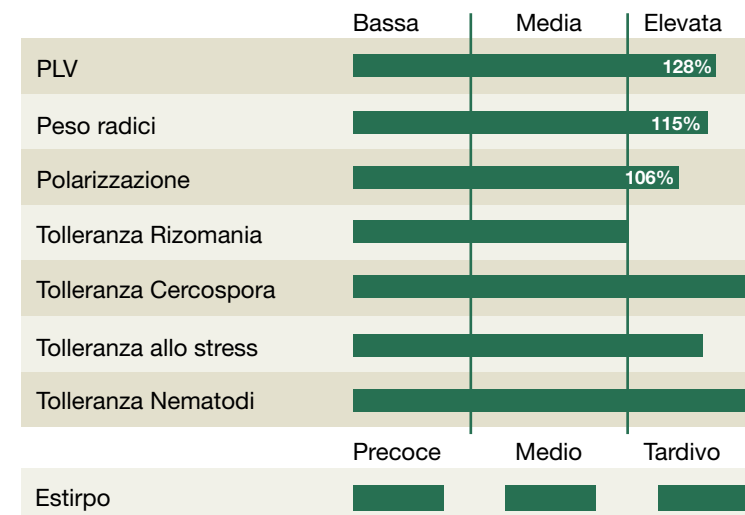 Bassa Media Elevata
PLV 128%
Peso radici 115%
Polarizzazione 106%
Tolleranza Rizomania
Tolleranza Cercospora
Tolleranza allo stress
Tolleranza Nematodi
Precoce Medio Tardivo
Estirpo